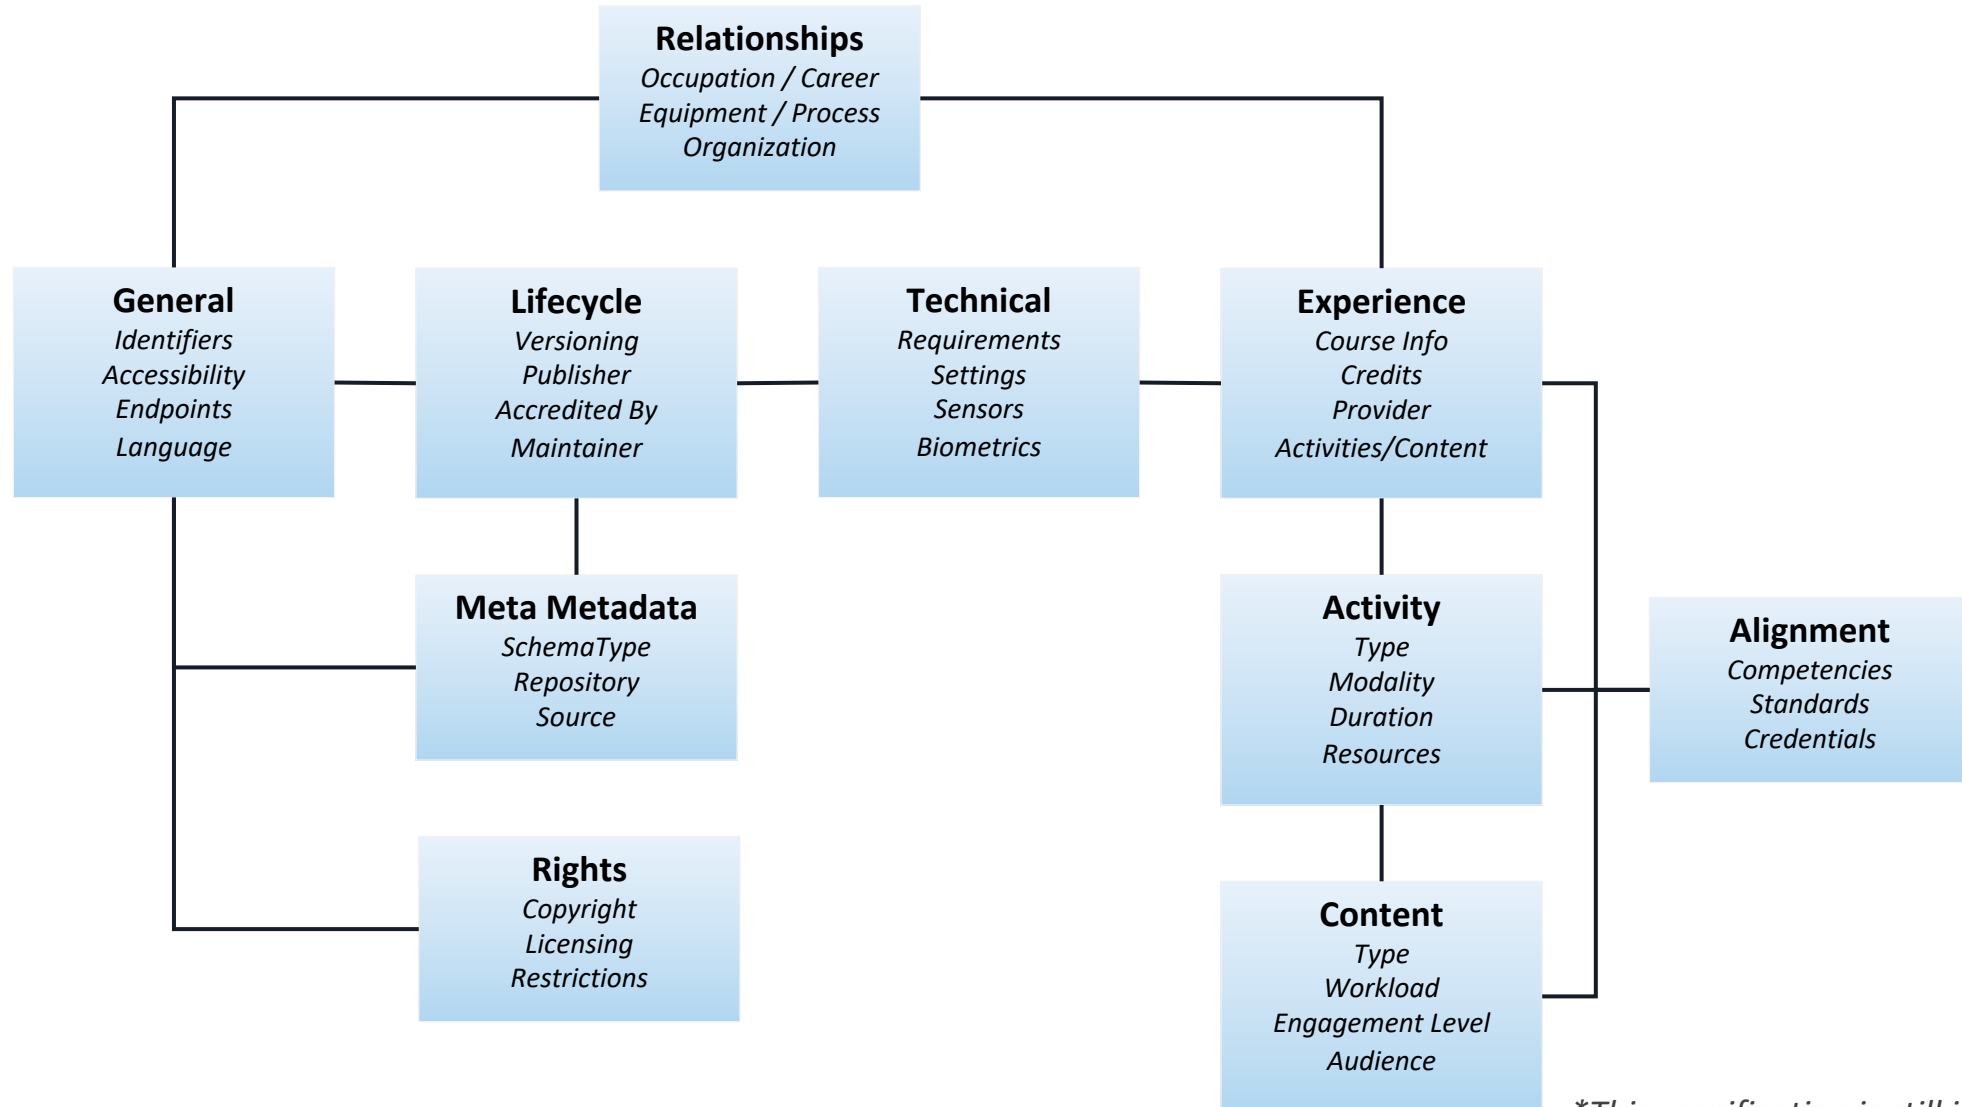 Relationships
Occupation / Career
Equipment / Process
Organization
General
Identifiers
Accessibility
Endpoints
Language
Lifecycle
Versioning
Publisher
Accredited By
Maintainer
Technical
Requirements
Settings
Sensors
Biometrics
Experience
Course Info
Credits
Provider
Activities/Content
Meta Metadata
SchemaType
Repository
Source
Activity
Type
Modality
Duration
Resources
Alignment
Competencies
Standards
Credentials
Rights
Copyright
Licensing
Restrictions
Content
Type
Workload
Engagement Level
Audience